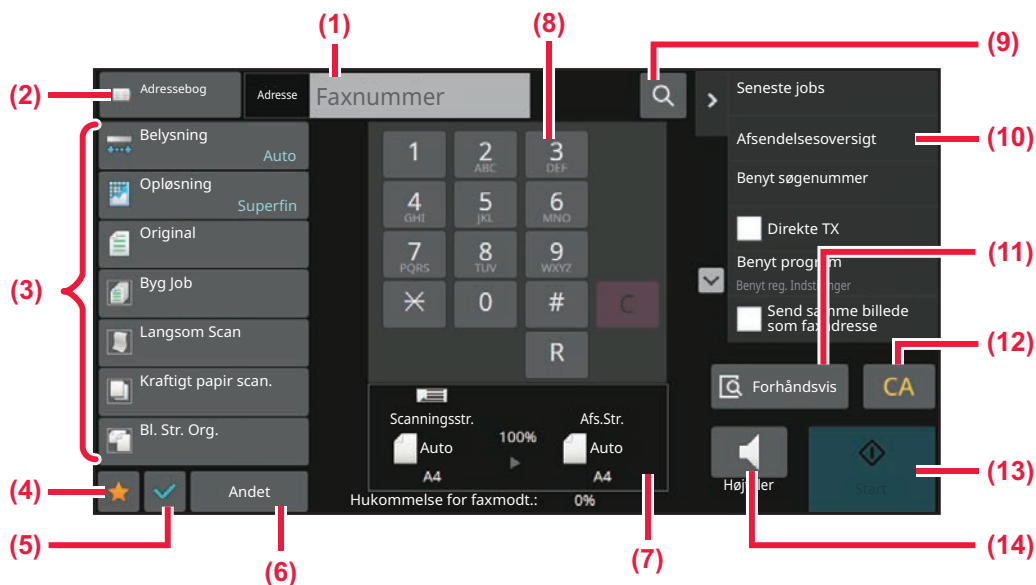 (1)
(8)
(9)
(2)
Adressebog
Adresse
Faxnummer
Seneste jobs
(3)
Belysning
Auto
Opløsning
Superfin
Original
Byg Job
Langsom Scan
Kraftigt papir scan.
Bl. Str. Org.
1
2
ABC
3
DEF
4
GHI
5
JKL
6
MNO
7
PQRS
8
TUV
9
WXYZ
0
#
C
R
Afsendelsesoversigt
(10)
Benyt søgenummer
Direkte TX
(11)
Benyt program
Benyt reg. Indstillinger
Send samme billede
som faxadresse
(12)
Forhåndsvis
CA
Scanningsstr.
Afs.Str.
Auto
100%
Auto
A4
A4
Hukommelse for faxmodt.:
0%
Start
(13)
(4)
Andet
(5)
(6)
(7)
(14)